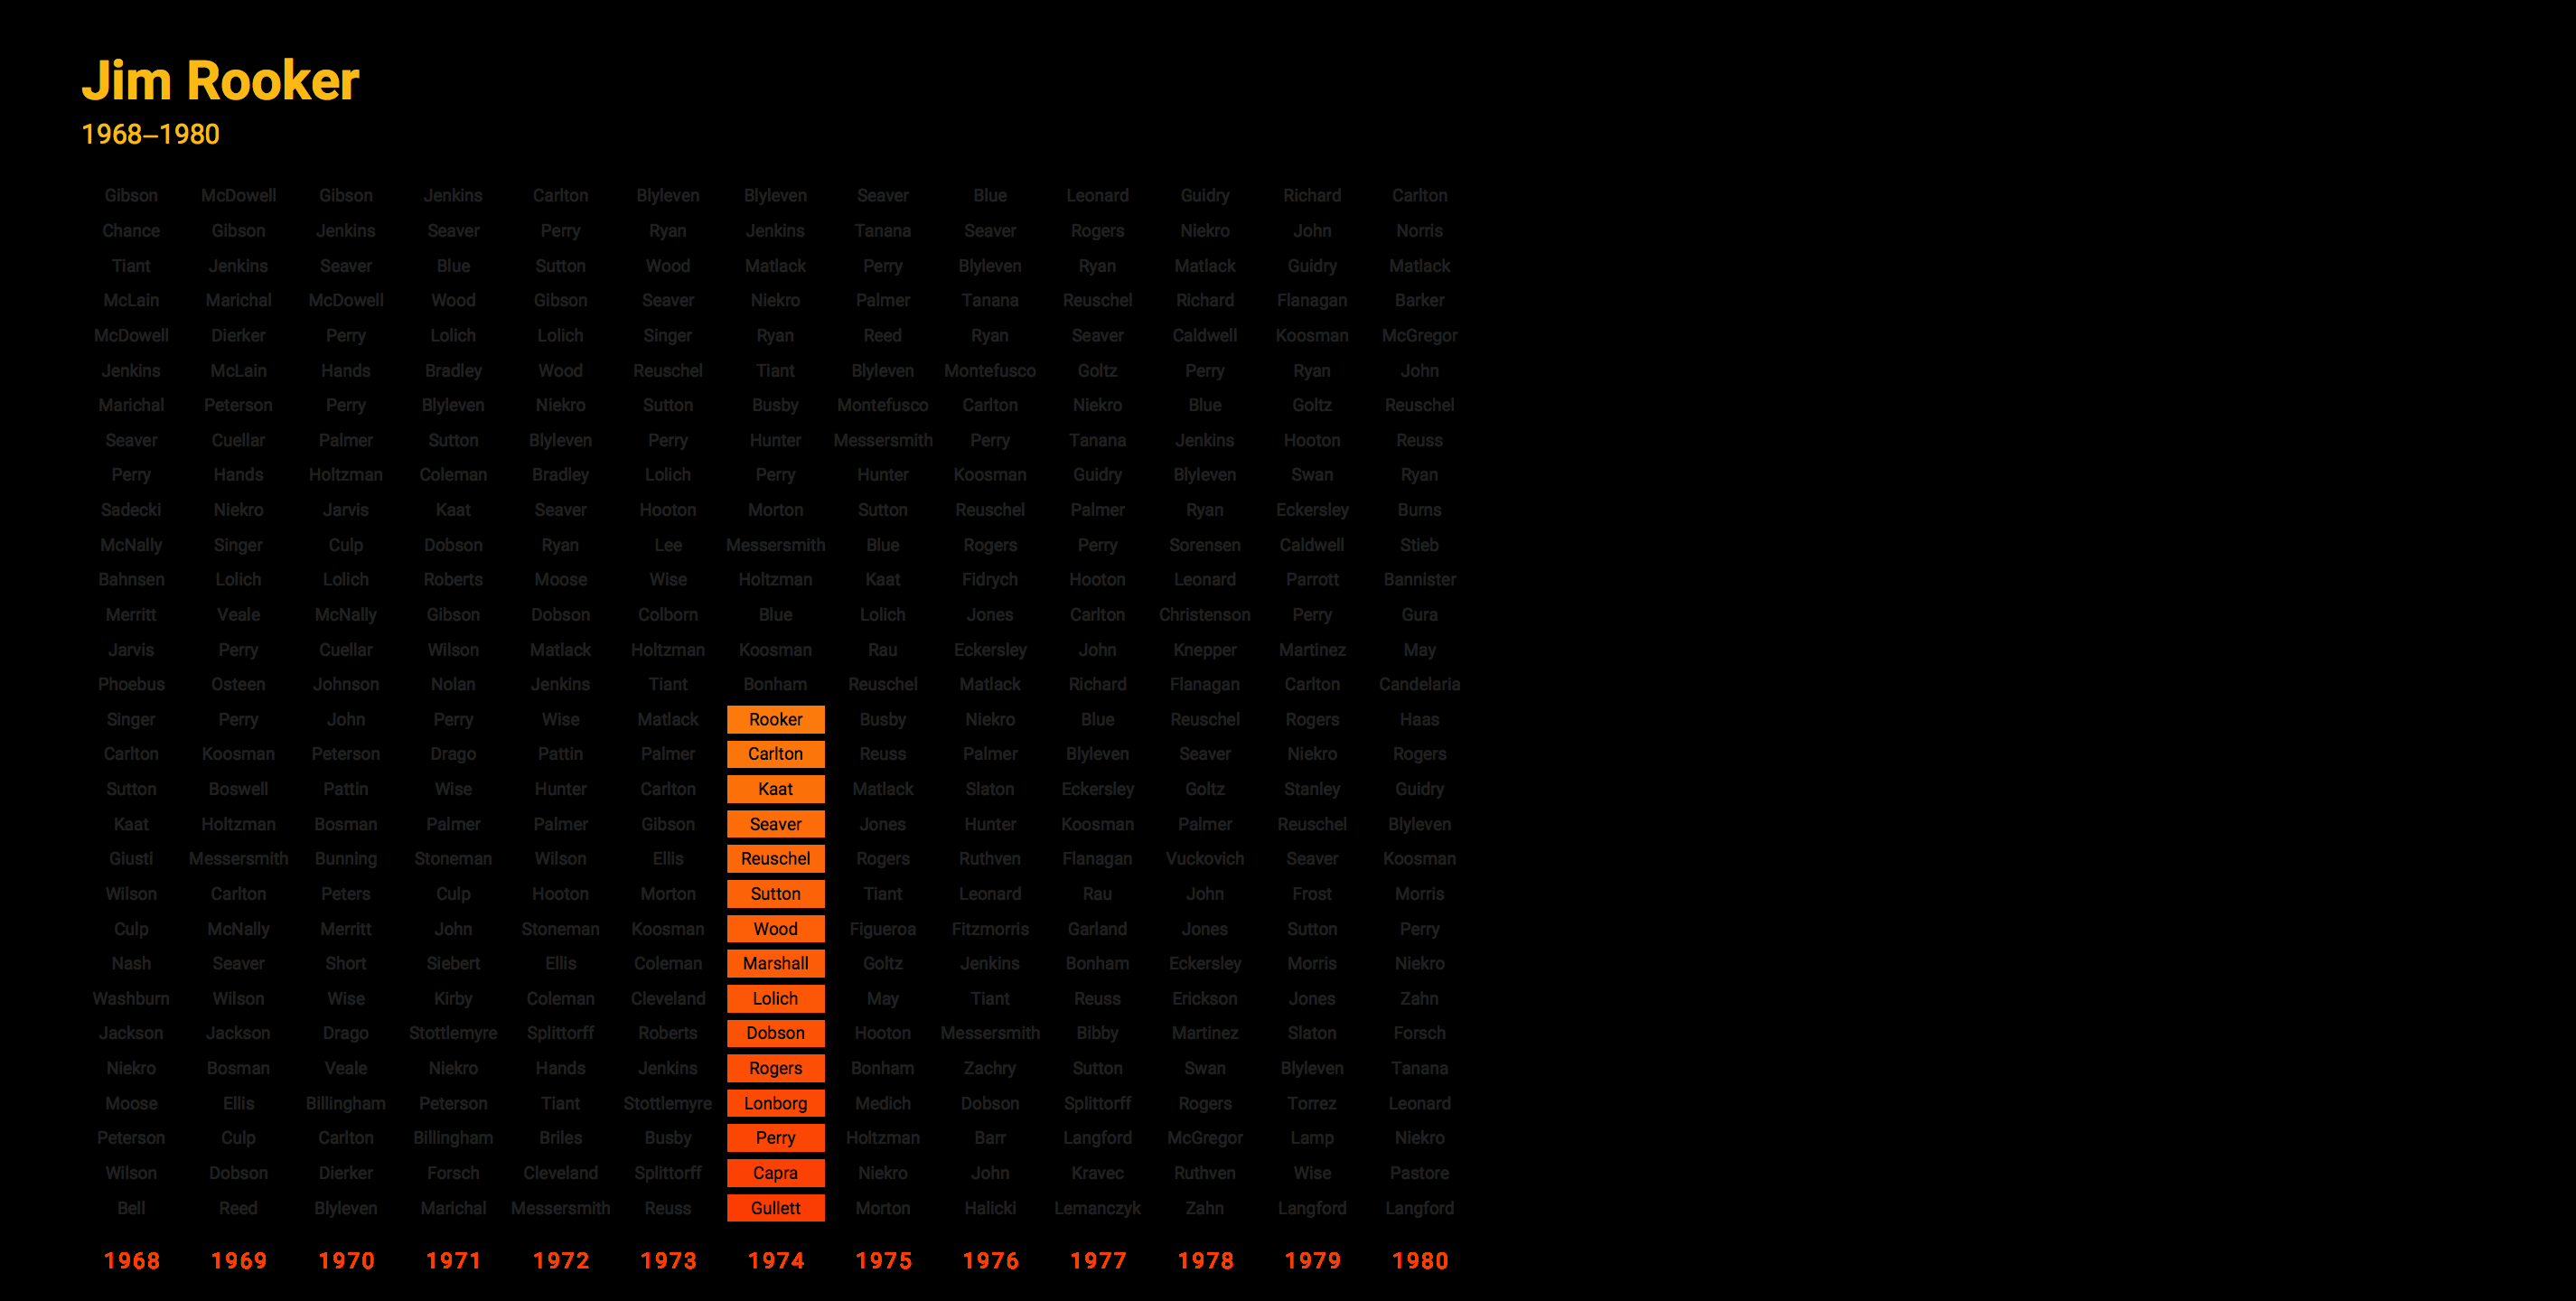 Jim Rooker
1968–1980
Gibson McDowell Gibson Jenkins Carlton Blyleven Blyleven Seaver Blue Leonard Guidry Richard Carlton
Chance Gibson Jenkins Seaver Perry Ryan Jenkins Tanana Seaver Rogers Niekro John Norris
Tiant Jenkins Seaver Blue Sutton Wood Matlack Perry Blyleven Ryan Matlack Guidry Matlack
McLain Marichal McDowell Wood Gibson Seaver Niekro Palmer Tanana Reuschel Richard Flanagan Barker
McDowell Dierker Perry Lolich Lolich Singer Ryan Reed Ryan Seaver Caldwell Koosman McGregor
Jenkins McLain Hands Bradley Wood Reuschel Tiant Blyleven Montefusco Goltz Perry Ryan John
Marichal Peterson Perry Blyleven Niekro Sutton Busby Montefusco Carlton Niekro Blue Goltz Reuschel
Seaver Cuellar Palmer Sutton Blyleven Perry Hunter Messersmith Perry Tanana Jenkins Hooton Reuss
Perry Hands Holtzman Coleman Bradley Lolich Perry Hunter Koosman Guidry Blyleven Swan Ryan
Sadecki Niekro Jarvis Kaat Seaver Hooton Morton Sutton Reuschel Palmer Ryan Eckersley Burns
McNally Singer Culp Dobson Ryan Lee Messersmith Blue Rogers Perry Sorensen Caldwell Stieb
Bahnsen Lolich Lolich Roberts Moose Wise Holtzman Kaat Fidrych Hooton Leonard Parrott Bannister
Merritt Veale McNally Gibson Dobson Colborn Blue Lolich Jones Carlton Christenson Perry Gura
Jarvis Perry Cuellar Wilson Matlack Holtzman Koosman Rau Eckersley John Knepper Martinez May
Phoebus Osteen Johnson Nolan Jenkins Tiant Bonham Reuschel Matlack Richard Flanagan Carlton Candelaria
Singer Perry John Perry Wise Matlack Rooker Busby Niekro Blue Reuschel Rogers Haas
Carlton Koosman Peterson Drago Pattin Palmer Carlton Reuss Palmer Blyleven Seaver Niekro Rogers
Sutton Boswell Pattin Wise Hunter Carlton Kaat Matlack Slaton Eckersley Goltz Stanley Guidry
Kaat Holtzman Bosman Palmer Palmer Gibson Seaver Jones Hunter Koosman Palmer Reuschel Blyleven
Giusti Messersmith Bunning Stoneman Wilson Ellis Reuschel Rogers Ruthven Flanagan Vuckovich Seaver Koosman
Wilson Carlton Peters Culp Hooton Morton Sutton Tiant Leonard Rau John Frost Morris
Culp McNally Merritt John Stoneman Koosman Wood Figueroa Fitzmorris Garland Jones Sutton Perry
Nash Seaver Short Siebert Ellis Coleman Marshall Goltz Jenkins Bonham Eckersley Morris Niekro
Washburn Wilson Wise Kirby Coleman Cleveland Lolich May Tiant Reuss Erickson Jones Zahn
Jackson Jackson Drago Stottlemyre Splittorff Roberts Dobson Hooton Messersmith Bibby Martinez Slaton Forsch
Niekro Bosman Veale Niekro Hands Jenkins Rogers Bonham Zachry Sutton Swan Blyleven Tanana
Moose Ellis Billingham Peterson Tiant Stottlemyre Lonborg Medich Dobson Splittorff Rogers Torrez Leonard
Peterson Culp Carlton Billingham Briles Busby Perry Holtzman Barr Langford McGregor Lamp Niekro
Wilson Dobson Dierker Forsch Cleveland Splittorff Capra Niekro John Kravec Ruthven Wise Pastore
Bell Reed Blyleven Marichal Messersmith Reuss Gullett Morton Halicki Lemanczyk Zahn Langford Langford
1968 1969 1970 1971 1972 1973 1974 1975 1976 1977 1978 1979 1980